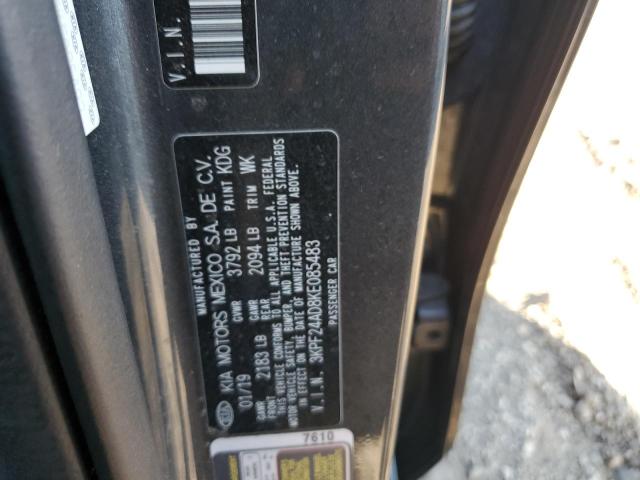 V.I.N.
MANUFACTURED BY
KIA KIA MOTORS MEXICO S.A. DE C.V.
01/19 GVWR 3792 LB PAINT KDG
GAWR FRONT 2183 LB GAWR REAR 2094 LB TRIM WK
THIS VEHICLE CONFORMS TO ALL APPLICABLE U.S.A. FEDERAL
MOTOR VEHICLE SAFETY, BUMPER, AND THEFT PREVENTION STANDARDS
IN EFFECT ON THE DATE OF MANUFACTURE SHOWN ABOVE.
V.I.N. 3KPF24AD8KE085483
PASSENGER CAR
7610